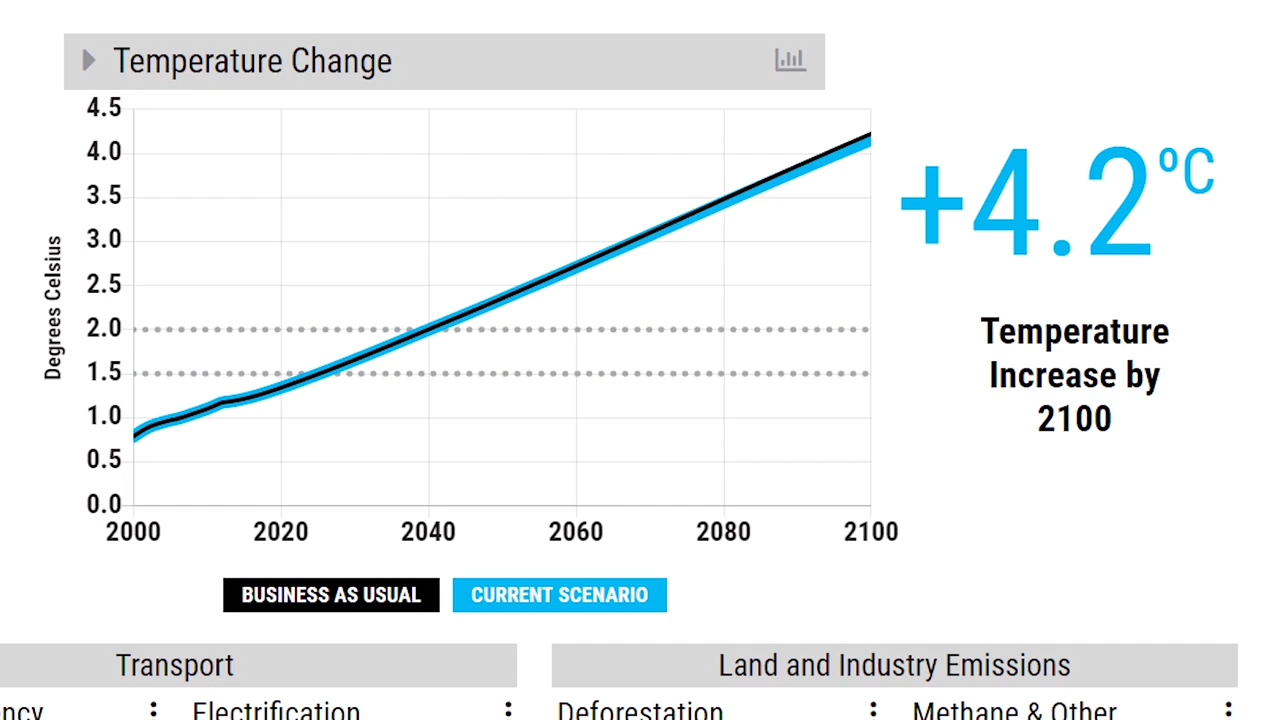 Temperature Change
4.5
4.0
3.5
3.0
2.5
2.0
1.5
1.0
0.5
0.0
Degrees Celsius
2000 2020 2040 2060 2080 2100
+4.2ºC
Temperature
Increase by
2100
BUSINESS AS USUAL CURRENT SCENARIO
Transport Land and Industry Emissions
Electrification Deforestation Methane & Other